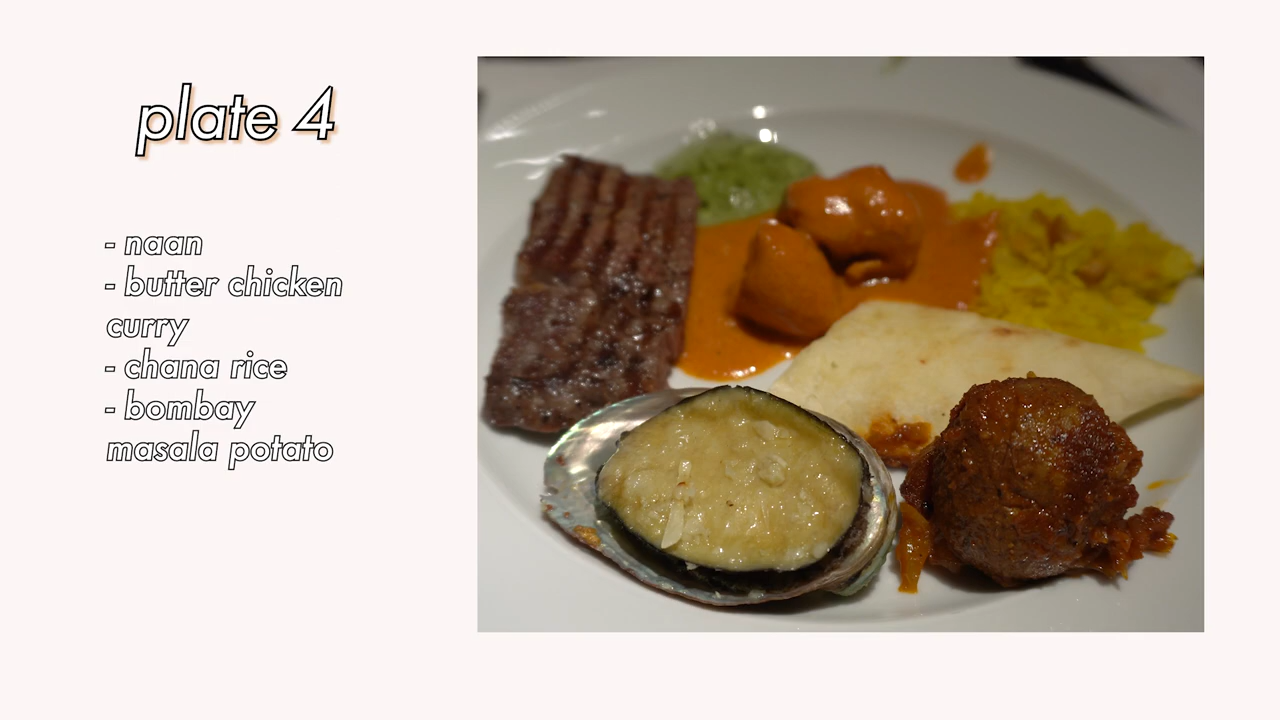 plate 4
- naan
- butter chicken
curry
- chana rice
- bombay
masala potato